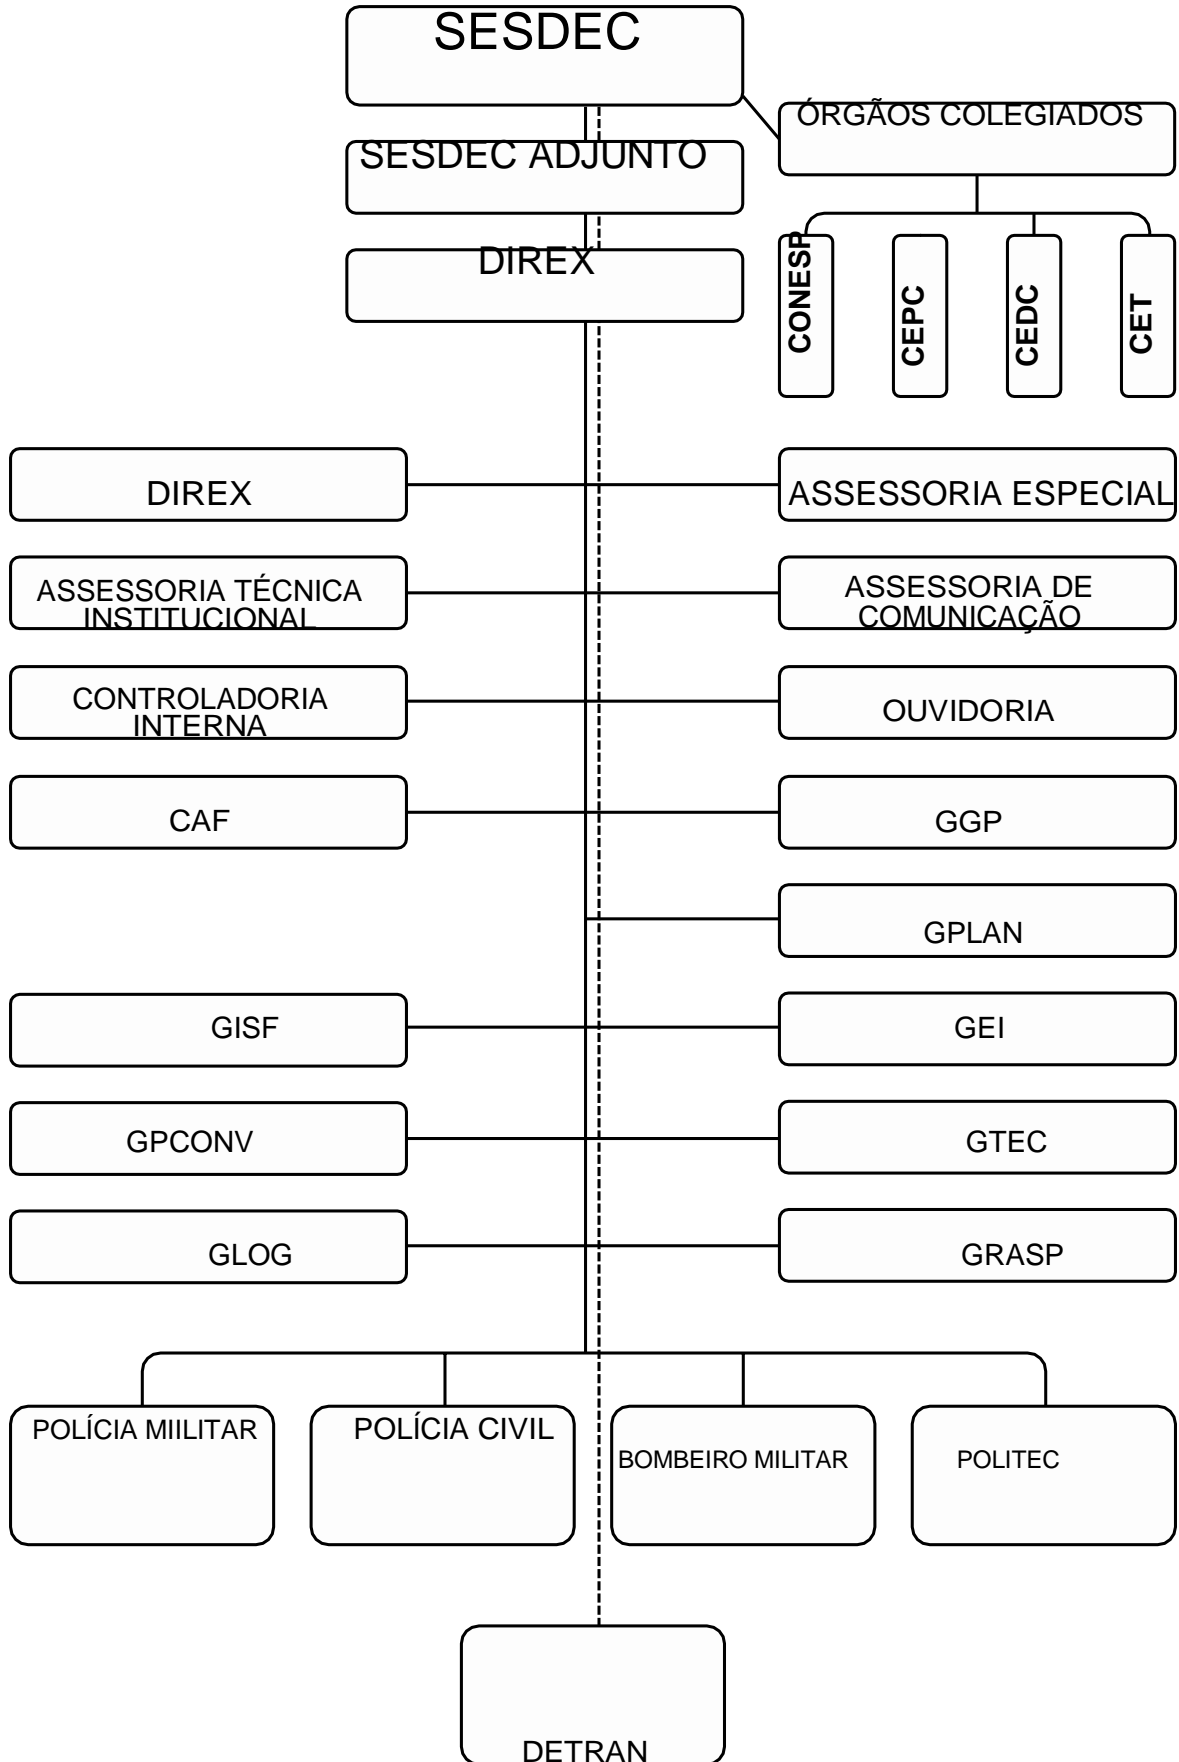 SESDEC
ÓRGÃOS COLEGIADOS
SESDEC ADJUNTO
DIREX
CONESP
CEPC
CEDC
CET
DIREX
ASSESSORIA ESPECIAL
ASSESSORIA TÉCNICA
INSTITUCIONAL
ASSESSORIA DE
COMUNICAÇÃO
CONTROLADORIA
INTERNA
OUVIDORIA
CAF
GGP
GPLAN
GISF
GEI
GPCONV
GTEC
GLOG
GRASP
POLÍCIA MIILITAR
POLÍCIA CIVIL
BOMBEIRO MILITAR
POLITEC
DETRAN